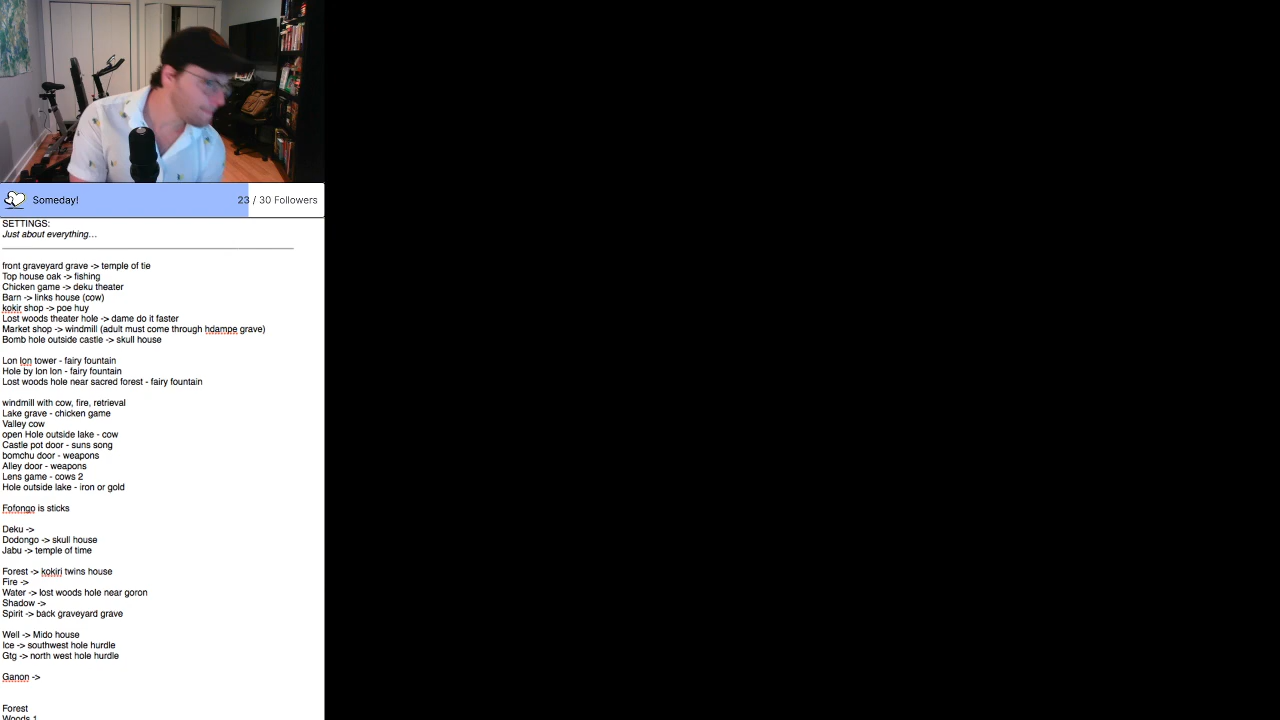 Someday!
23 / 30 Followers
SETTINGS:
Just about everything…
front graveyard grave -> temple of tie
Top house oak -> fishing
Chicken game -> deku theater
Barn -> links house (cow)
kokir shop -> poe huy
Lost woods theater hole -> dame do it faster
Market shop -> windmill (adult must come through hdampe grave)
Bomb hole outside castle -> skull house
Lon lon tower - fairy fountain
Hole by lon lon - fairy fountain
Lost woods hole near sacred forest - fairy fountain
windmill with cow, fire, retrieval
Lake grave - chicken game
Valley cow
open Hole outside lake - cow
Castle pot door - suns song
bomchu door - weapons
Alley door - weapons
Lens game - cows 2
Hole outside lake - iron or gold
Fofongo is sticks
Deku ->
Dodongo -> skull house
Jabu -> temple of time
Forest -> kokiri twins house
Fire ->
Water -> lost woods hole near goron
Shadow ->
Spirit -> back graveyard grave
Well -> Mido house
Ice -> southwest hole hurdle
Gtg -> north west hole hurdle
Ganon ->
Forest
Woods 1